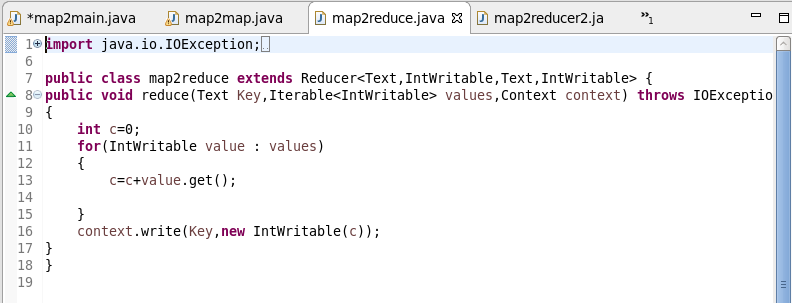 *map2main.java map2map.java map2reduce.java map2reducer2.ja »1
1 import java.io.IOException;
6
7 public class map2reduce extends Reducer<Text,IntWritable,Text,IntWritable> {
8 public void reduce(Text Key,Iterable<IntWritable> values,Context context) throws IOExceptio
9 {
10 int c=0;
11 for(IntWritable value : values)
12 {
13 c=c+value.get();
14
15 }
16 context.write(Key,new IntWritable(c));
17 }
18 }
19